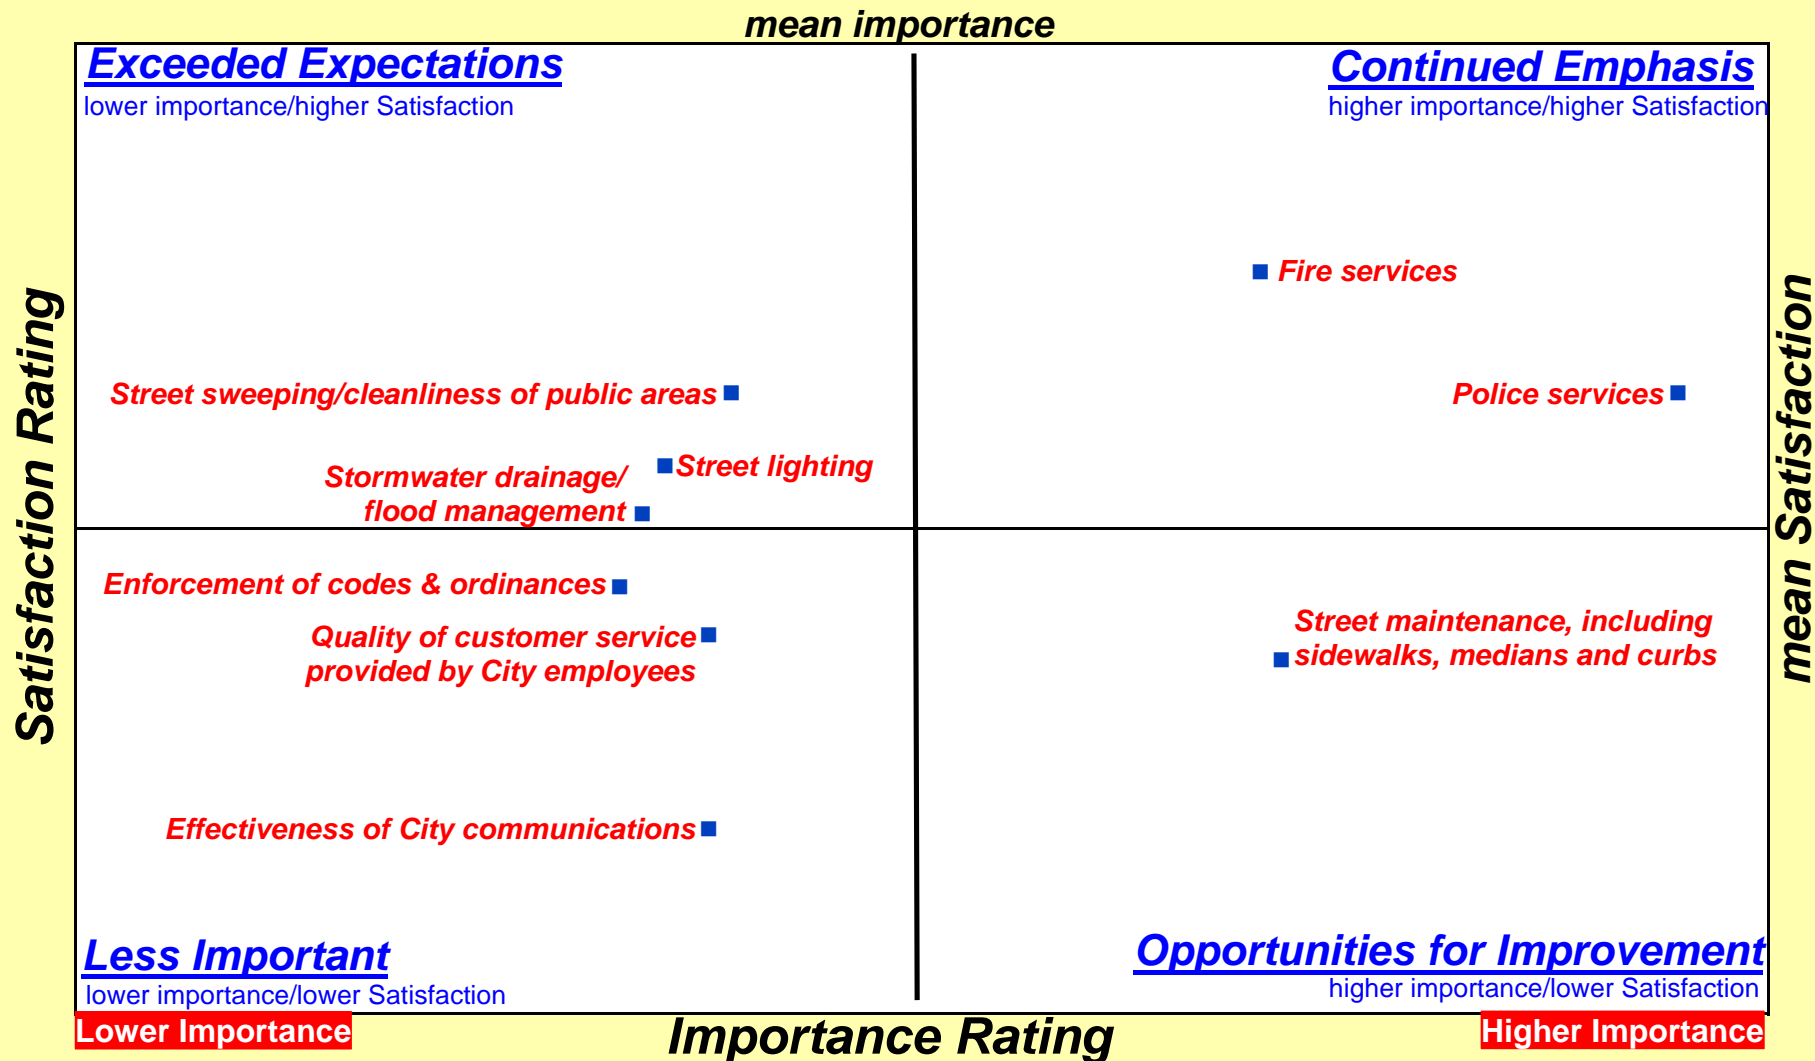 mean importance
Exceeded Expectations
lower importance/higher Satisfaction
Continued Emphasis
higher importance/higher Satisfaction
Satisfaction Rating
mean Satisfaction
Fire services
Street sweeping/cleanliness of public areas
Police services
Street lighting
Stormwater drainage/
flood management
Enforcement of codes & ordinances
Quality of customer service
provided by City employees
Street maintenance, including
sidewalks, medians and curbs
Effectiveness of City communications
Less Important
lower importance/lower Satisfaction
Opportunities for Improvement
higher importance/lower Satisfaction
Lower Importance
Importance Rating
Higher Importance